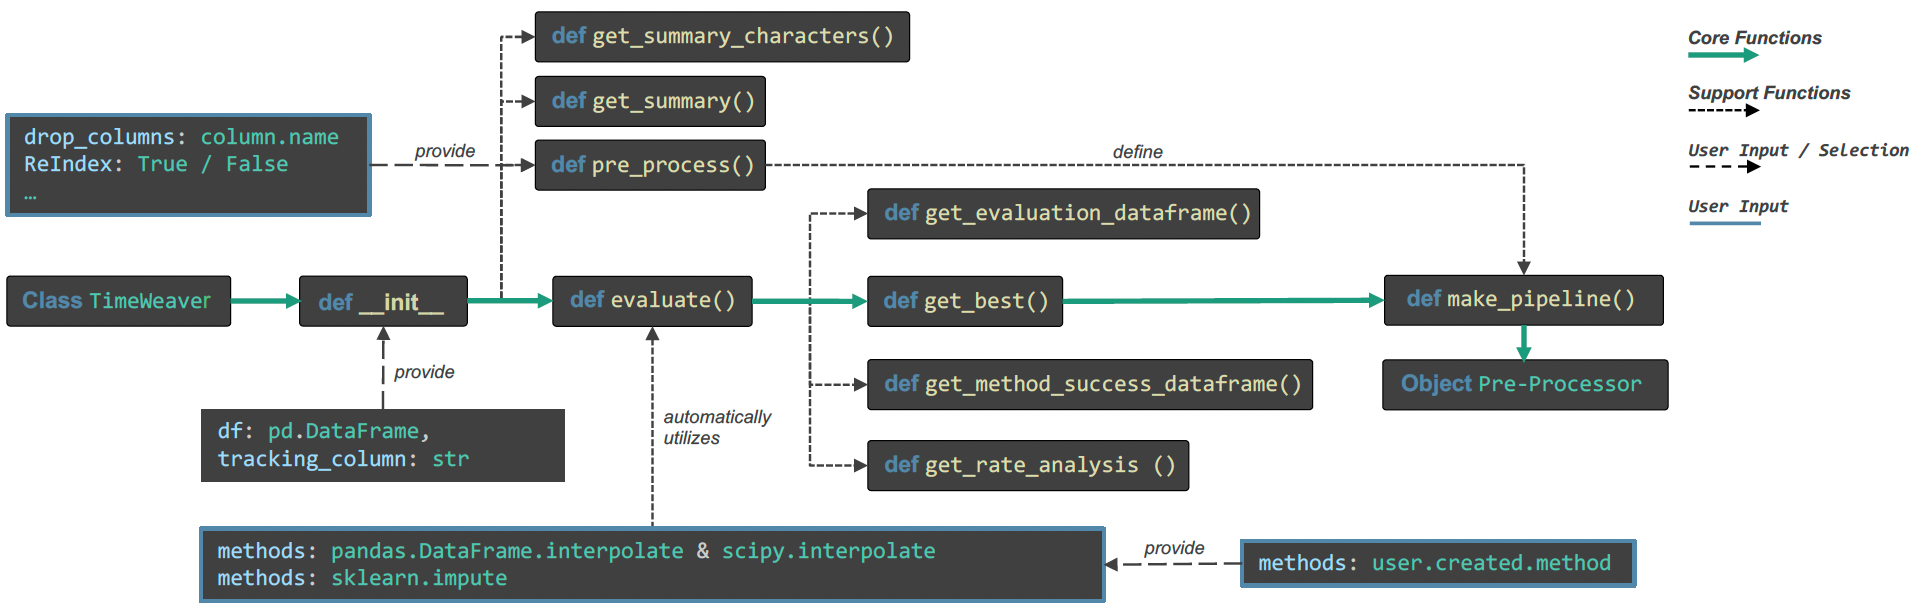 def get_summary_characters()
Core Functions
def get_summary()
Support Functions
drop_columns: column.name
ReIndex: True / False
…
provide
def pre_process()
define
User Input / Selection
User Input
def get_evaluation_dataframe()
Class TimeWeaver
def __init__
def evaluate()
def get_best()
def make_pipeline()
provide
df: pd.DataFrame,
tracking_column: str
automatically
utilizes
def get_method_success_dataframe()
Object Pre-Processor
def get_rate_analysis ()
methods: pandas.DataFrame.interpolate & scipy.interpolate
methods: sklearn.impute
provide
methods: user.created.method